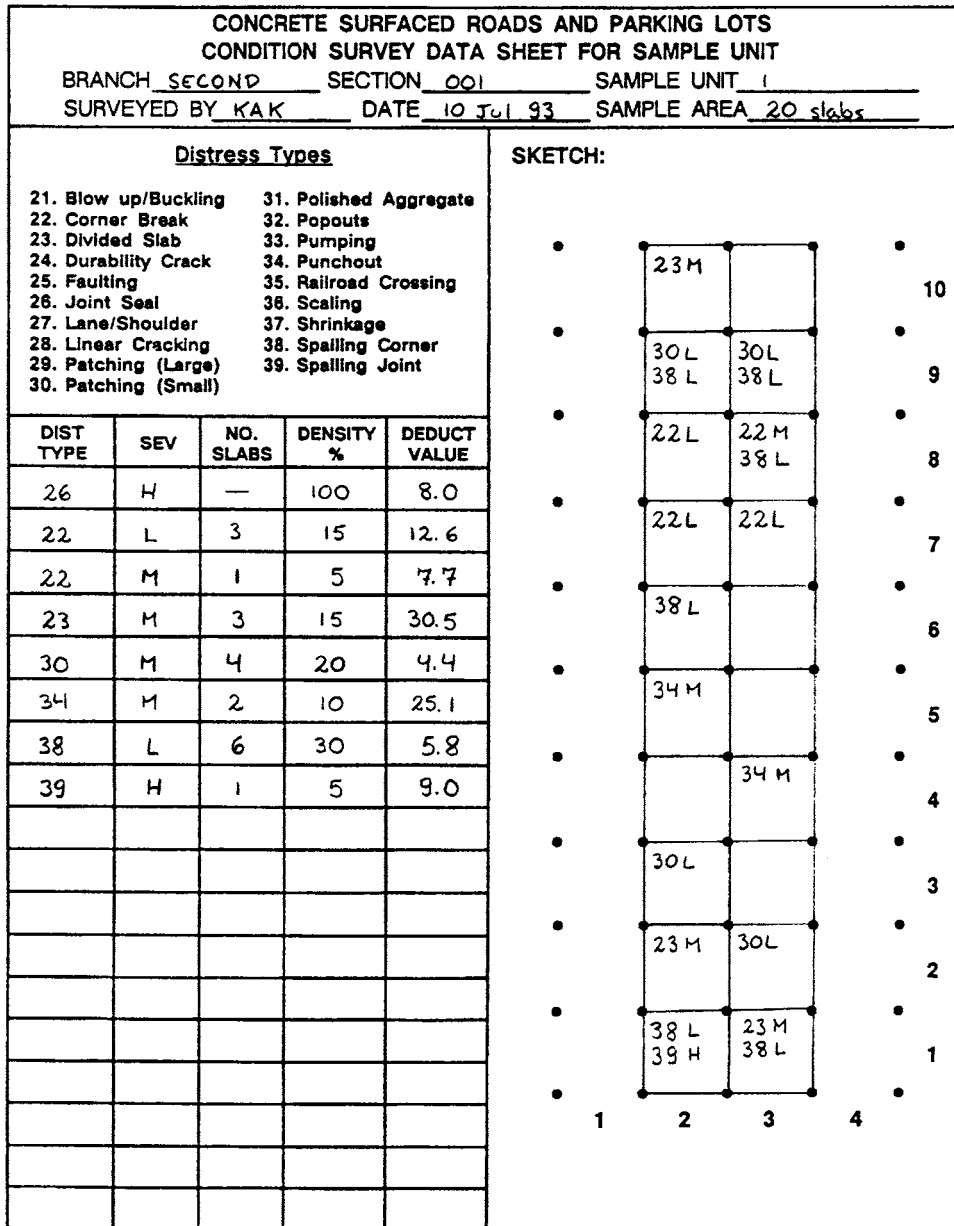 CONCRETE SURFACED ROADS AND PARKING LOTS
CONDITION SURVEY DATA SHEET FOR SAMPLE UNIT
BRANCH SECOND SECTION 001 SAMPLE UNIT 1
SURVEYED BY KAK DATE 10 Jul 93 SAMPLE AREA 20 slabs
Distress Types
21. Blow up/Buckling 31. Polished Aggregate
22. Corner Break 32. Popouts
23. Divided Slab 33. Pumping
24. Durability Crack 34. Punchout
25. Faulting 35. Railroad Crossing
26. Joint Seal 36. Scaling
27. Lane/Shoulder 37. Shrinkage
28. Linear Cracking 38. Spalling Corner
29. Patching (Large) 39. Spalling Joint
30. Patching (Small)
DIST TYPE SEV NO. SLABS DENSITY % DEDUCT VALUE
26 H — 100 8.0
22 L 3 15 12.6
22 M 1 5 7.7
23 M 3 15 30.5
30 M 4 20 4.4
34 M 2 10 25.1
38 L 6 30 5.8
39 H 1 5 9.0
SKETCH:
23M 10
30L 30L
38L 38L 9
22L 22M
38L 8
22L 22L 7
38L 6
34M 5
34M 4
30L 3
23M 30L 2
38L 23M
39H 38L 1
1 2 3 4